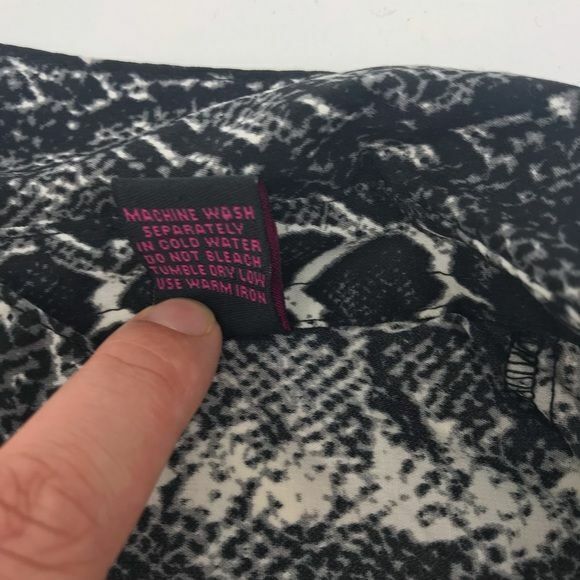 MACHINE WASH
SEPARATELY
IN COLD WATER
DO NOT BLEACH
TUMBLE DRY LOW
USE WARM IRON